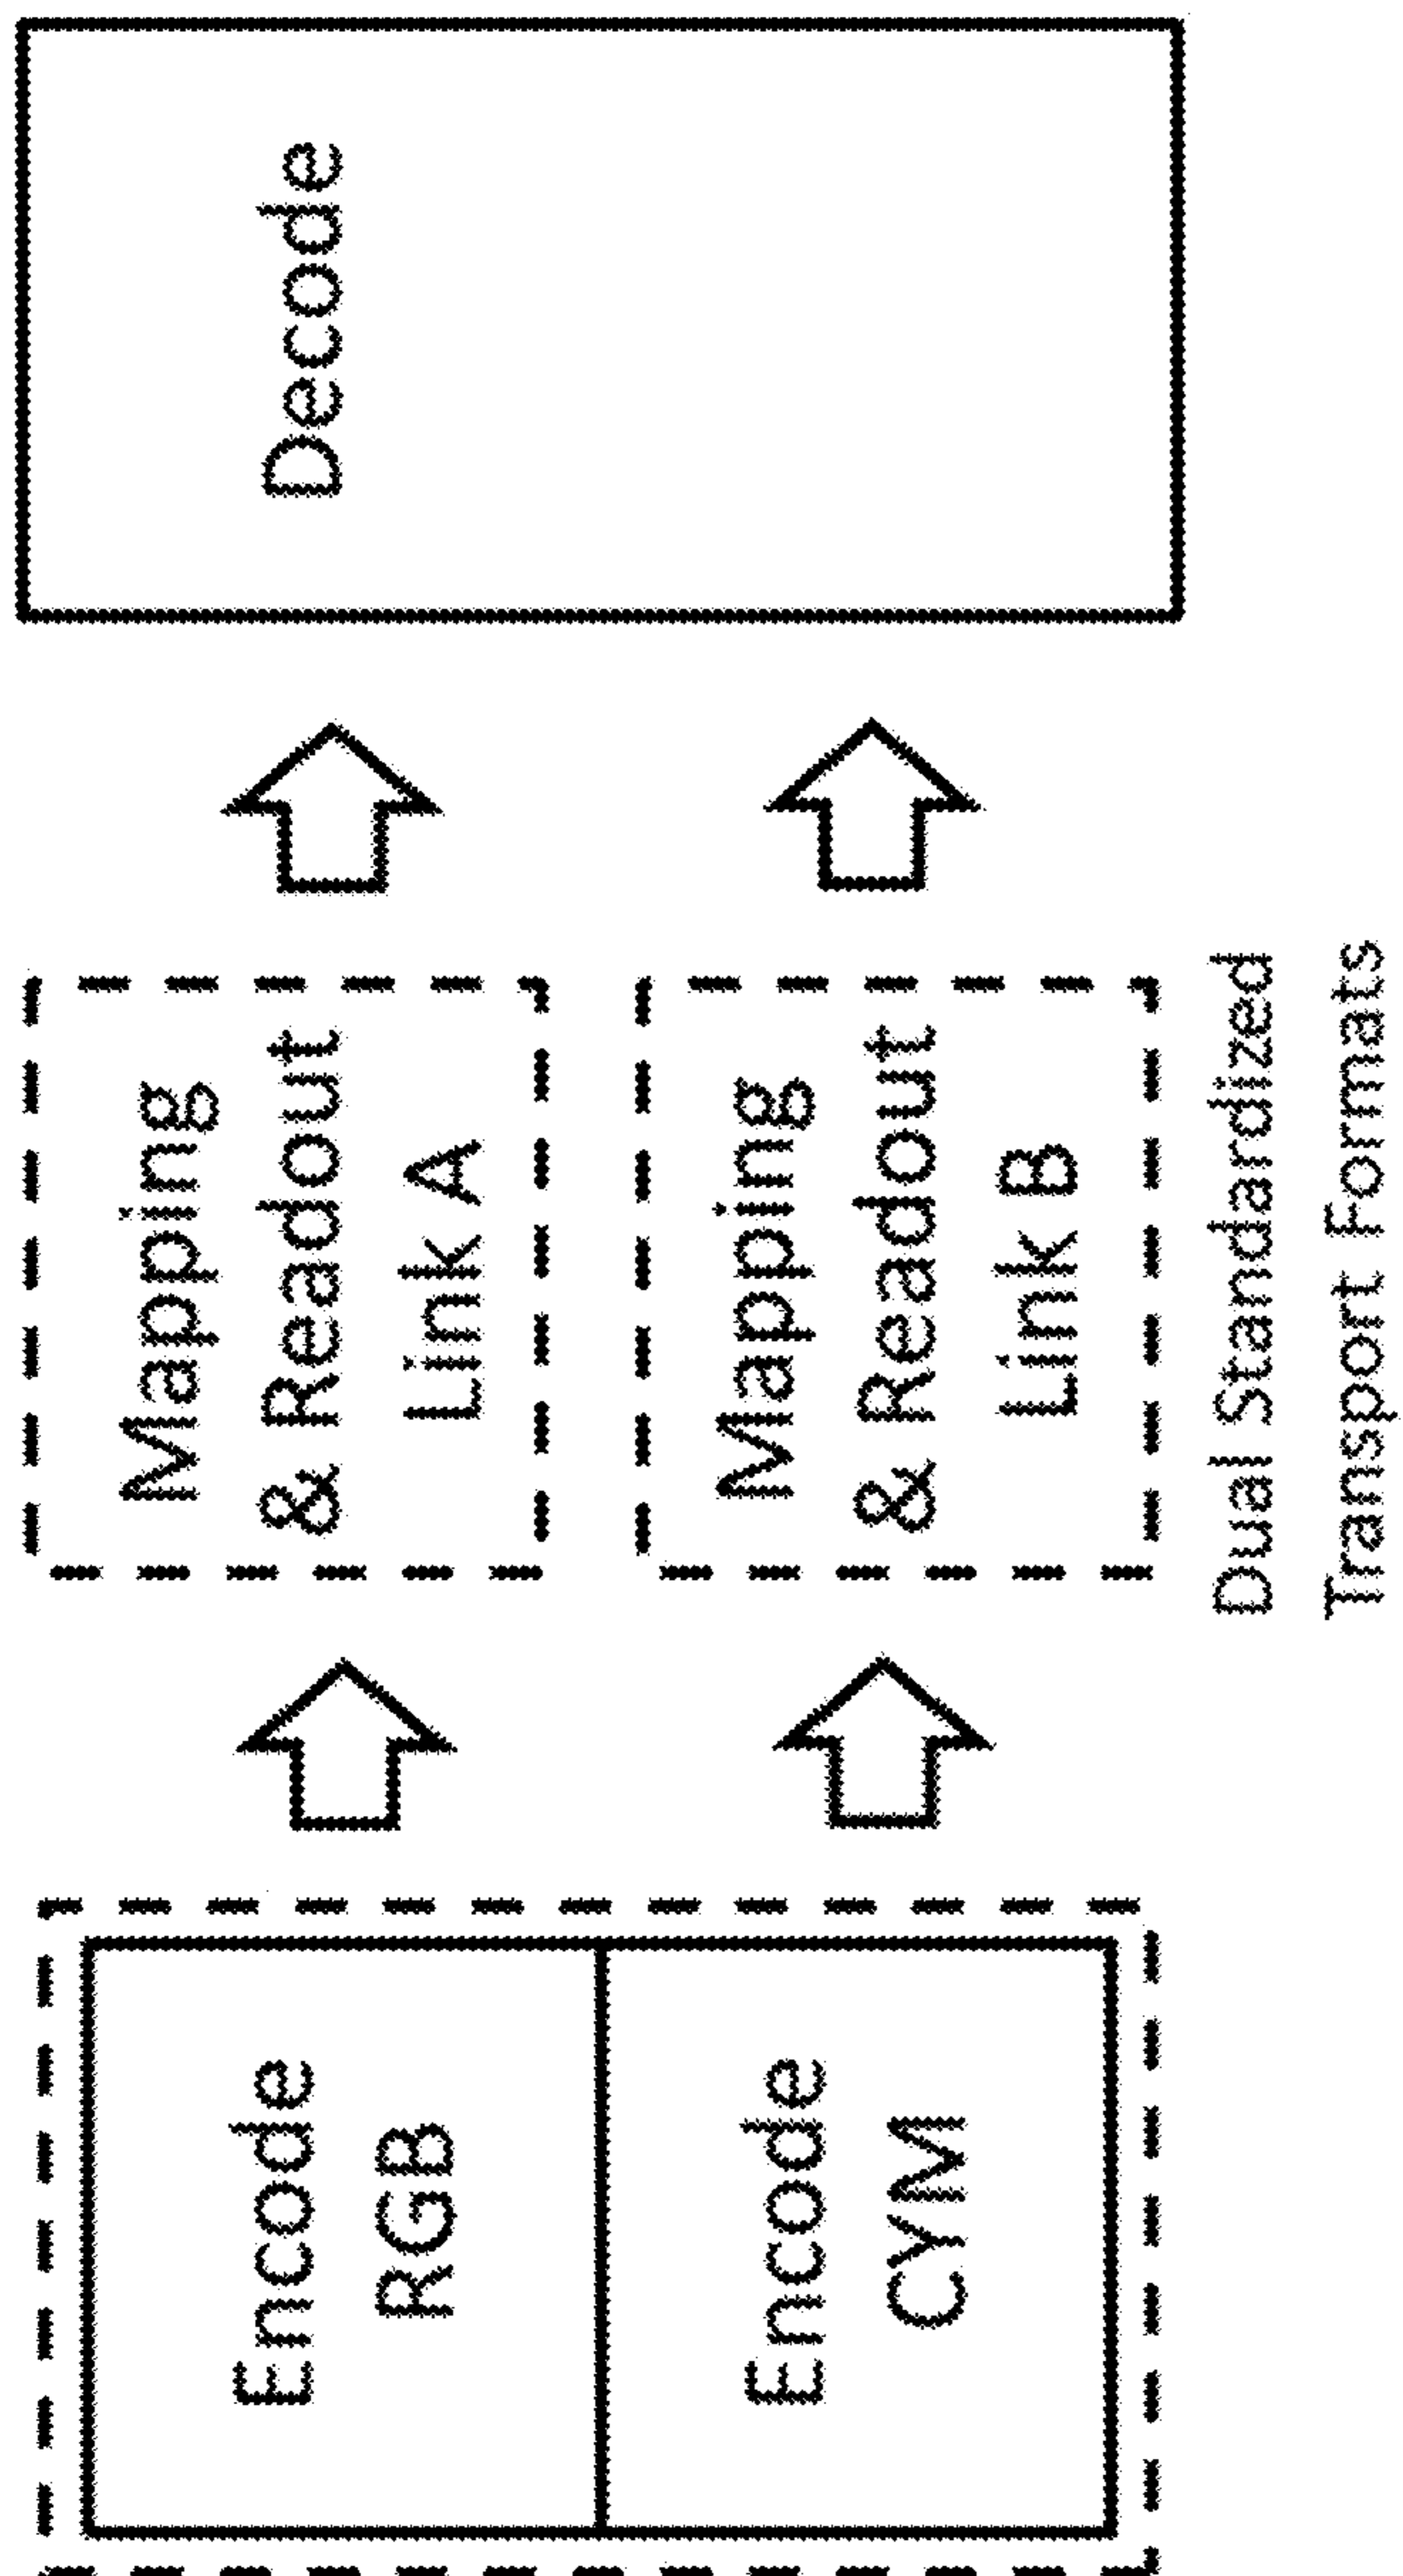 Encode
RGB
Encode
CYM
Mapping
& Readout
Link A
Mapping
& Readout
Link B
Dual Standardized
Transport Formats
Decode